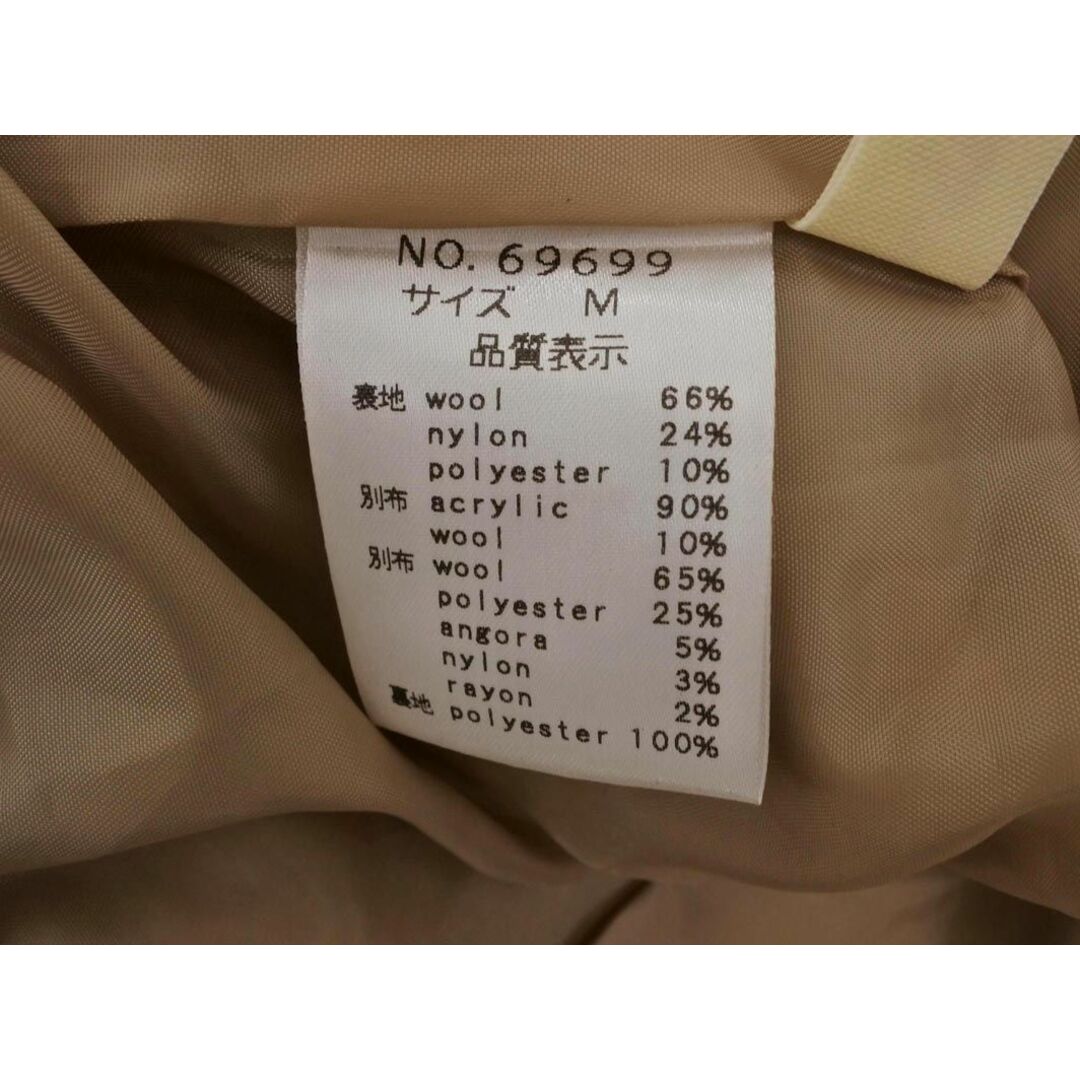 NO. 69699
サイズ M
品質表示
裏地 wool 66%
nylon 24%
polyester 10%
別布 acrylic 90%
wool 10%
別布 wool 65%
polyester 25%
angora 5%
nylon 3%
rayon 2%
裏地 polyester 100%